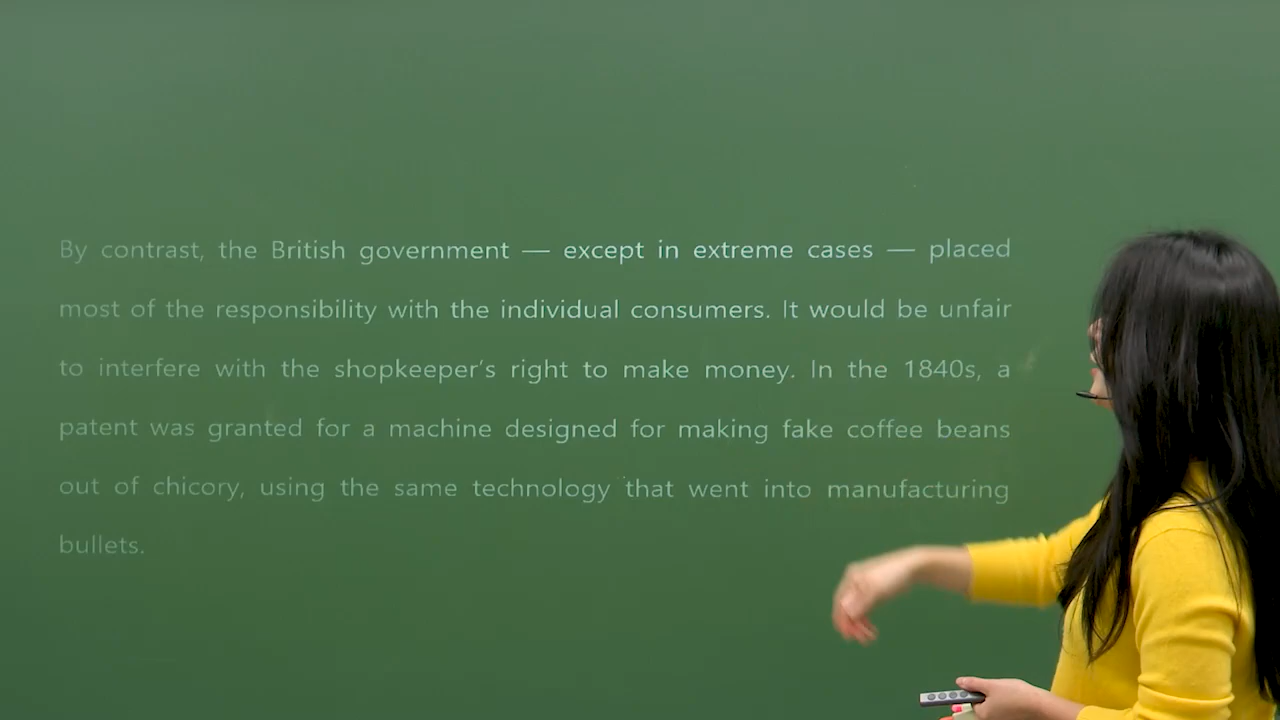 By contrast, the British government — except in extreme cases — placed
most of the responsibility with the individual consumers. It would be unfair
to interfere with the shopkeeper’s right to make money. In the 1840s, a
patent was granted for a machine designed for making fake coffee beans
out of chicory, using the same technology that went into manufacturing
bullets.